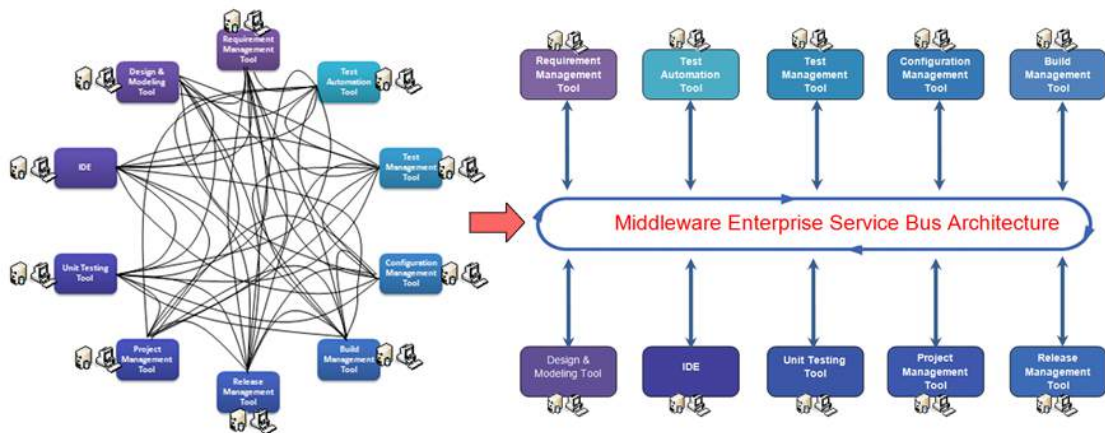 Requirement
Management
Tool
Design &
Modeling
Tool
Test
Automation
Tool
IDE
Test
Management
Tool
Unit Testing
Tool
Configuration
Management
Tool
Project
Management
Tool
Build
Management
Tool
Release
Management
Tool
Requirement
Management
Tool
Test
Automation
Tool
Test
Management
Tool
Configuration
Management
Tool
Build
Management
Tool
Middleware Enterprise Service Bus Architecture
Design &
Modeling Tool
IDE
Unit Testing
Tool
Project
Management
Tool
Release
Management
Tool